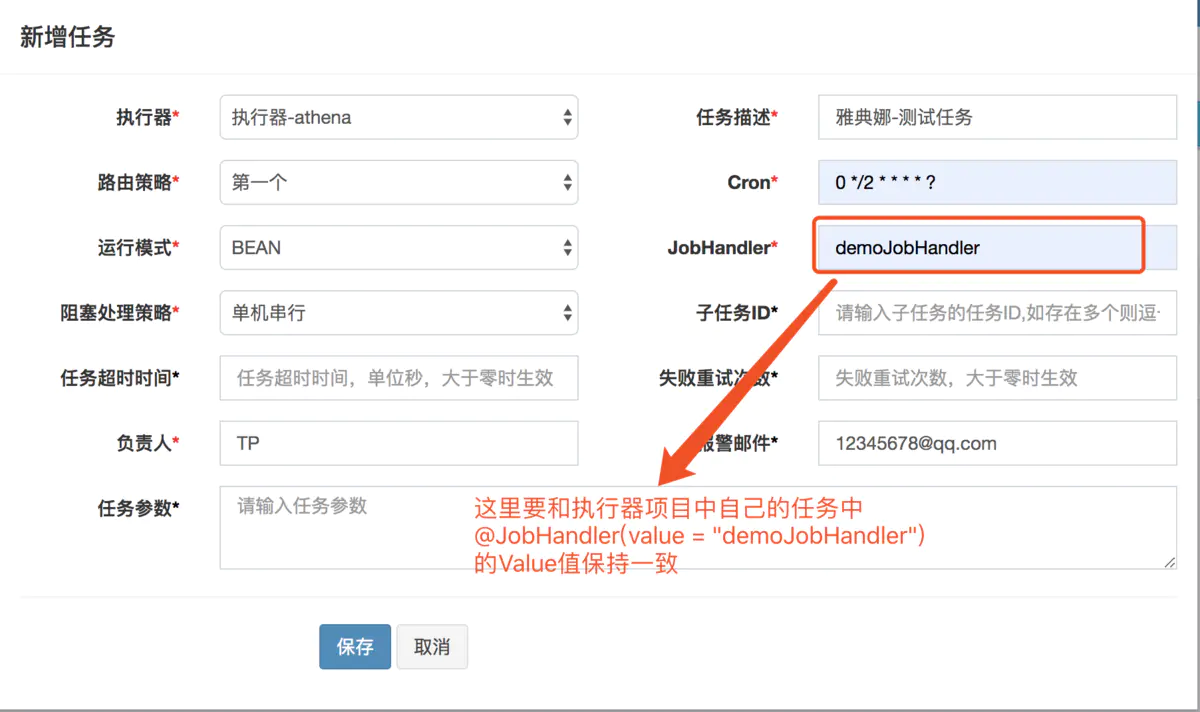 新增任务
执行器* 执行器-athena 任务描述* 雅典娜-测试任务
路由策略* 第一个 Cron* 0 */2 * * * * ?
运行模式* BEAN JobHandler* demoJobHandler
阻塞处理策略* 单机串行 子任务ID* 请输入子任务的任务ID,如存在多个则逗
任务超时时间* 任务超时时间，单位秒，大于零时生效 失败重试次数* 失败重试次数，大于零时生效
负责人* TP 报警邮件* 12345678@qq.com
任务参数* 请输入任务参数
这里要和执行器项目中自己的任务中
@JobHandler(value = "demoJobHandler")
的Value值保持一致
保存 取消